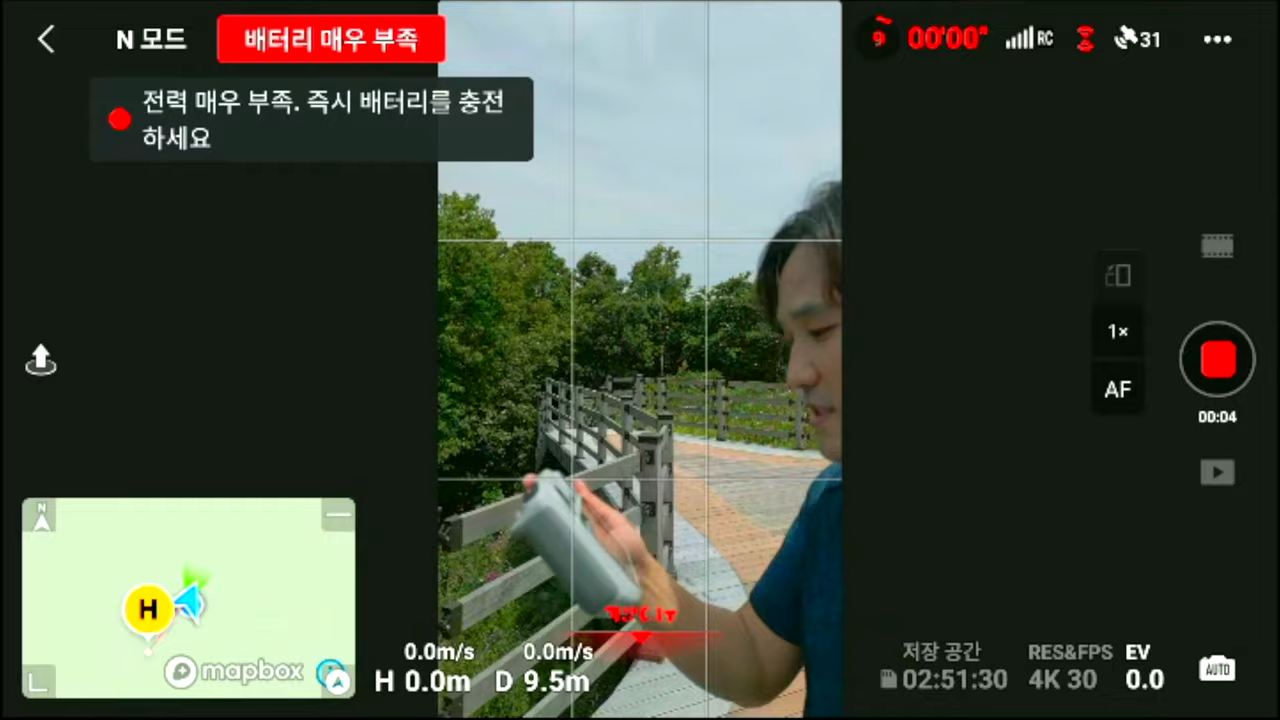 N 모드
배터리 매우 부족
9
00'00"
RC
31
전력 매우 부족. 즉시 배터리를 충전
하세요
1×
AF
00:04
N
H
mapbox
0.0m/s
0.0m/s
H 0.0m
D 9.5m
저장 공간
02:51:30
RES&FPS
4K 30
EV
0.0
AUTO